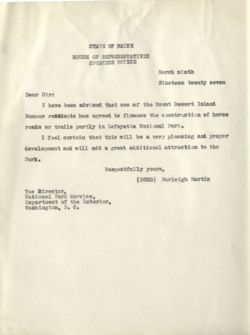 STATE OF MAINE
HOUSE OF REPRESENTATIVES
SPEAKERS OFFICE
March ninth
Nineteen twenty seven
Dear Sir:
I have been advised that one of the Mount Desert Island
Summer residents has agreed to finance the construction of horse
roads or trails partly in Lafayette National Park.
I feel certain that this will be a very pleasing and proper
development and will add a great additional attraction to the
Park.
Respectfully yours,
(SGND) Burleigh Martin
The Director,
National Park Service,
Department of the Interior,
Washington, D. C.